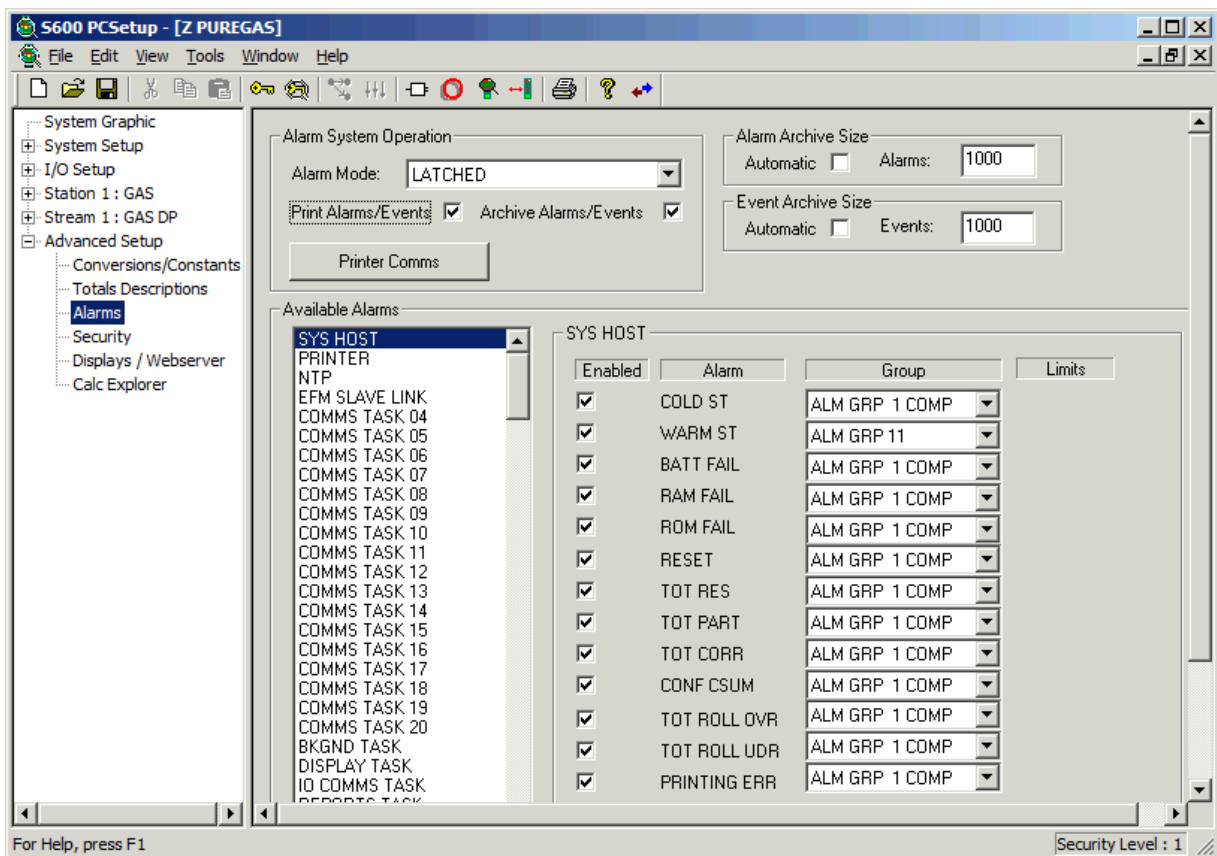 S600 PCSetup - [Z PUREGAS]
File Edit View Tools Window Help
System Graphic
System Setup
I/O Setup
Station 1 : GAS
Stream 1 : GAS DP
Advanced Setup
Conversions/Constants
Totals Descriptions
Alarms
Security
Displays / Webserver
Calc Explorer
Alarm System Operation
Alarm Mode: LATCHED
Print Alarms/Events Archive Alarms/Events
Printer Comms
Alarm Archive Size
Automatic Alarms: 1000
Event Archive Size
Automatic Events: 1000
Available Alarms
SYS HOST
PRINTER
NTP
EFM SLAVE LINK
COMMS TASK 04
COMMS TASK 05
COMMS TASK 06
COMMS TASK 07
COMMS TASK 08
COMMS TASK 09
COMMS TASK 10
COMMS TASK 11
COMMS TASK 12
COMMS TASK 13
COMMS TASK 14
COMMS TASK 15
COMMS TASK 16
COMMS TASK 17
COMMS TASK 18
COMMS TASK 19
COMMS TASK 20
BKGND TASK
DISPLAY TASK
IO COMMS TASK
REPORTS TASK
SYS HOST
Enabled Alarm Group Limits
COLD ST ALM GRP 1 COMP
WARM ST ALM GRP 11
BATT FAIL ALM GRP 1 COMP
RAM FAIL ALM GRP 1 COMP
ROM FAIL ALM GRP 1 COMP
RESET ALM GRP 1 COMP
TOT RES ALM GRP 1 COMP
TOT PART ALM GRP 1 COMP
TOT CORR ALM GRP 1 COMP
CONF CSUM ALM GRP 1 COMP
TOT ROLL OVR ALM GRP 1 COMP
TOT ROLL UDR ALM GRP 1 COMP
PRINTING ERR ALM GRP 1 COMP
For Help, press F1
Security Level : 1